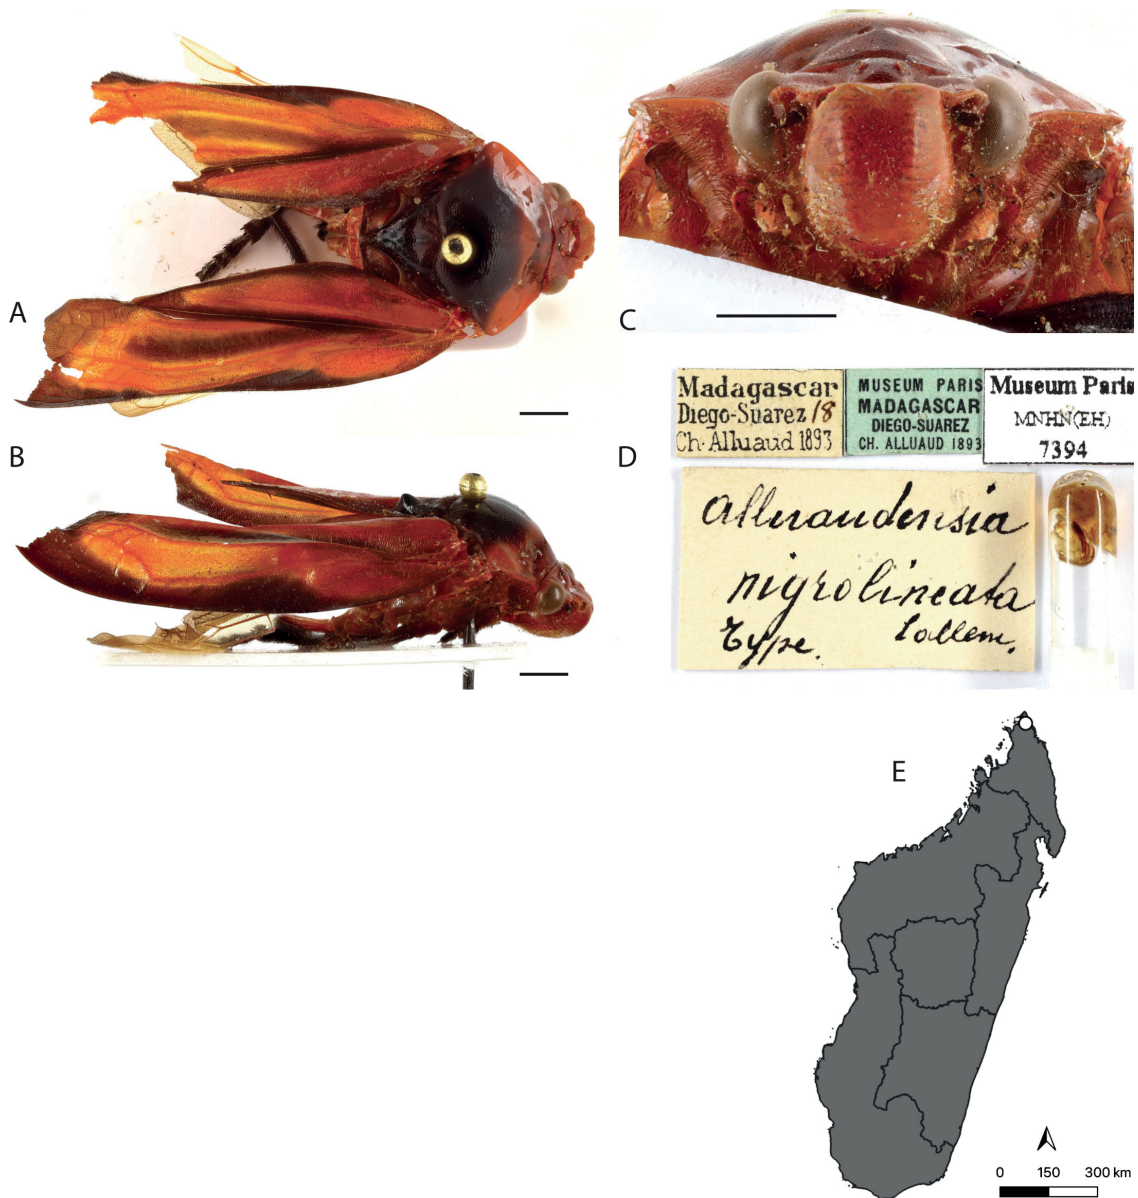 A
B
C
Madagascar
Diego-Suarez 18
Ch. Alluaud 1893
MUSEUM PARIS
MADAGASCAR
DIEGO-SUAREZ
CH. ALLUAUD 1893
Museum Paris
MNHN(EH)
7394
D
Alluaudensia
nigrolineata
Type. Lallem.
E
0 150 300 km